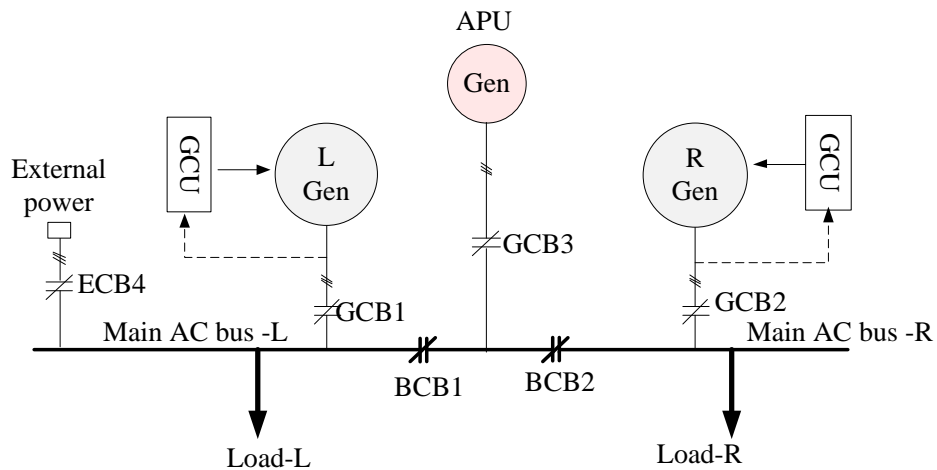 APU
Gen
GCU
L
Gen
R
Gen
GCU
External
power
ECB4
GCB3
GCB1
GCB2
Main AC bus -L
Main AC bus -R
BCB1
BCB2
Load-L
Load-R